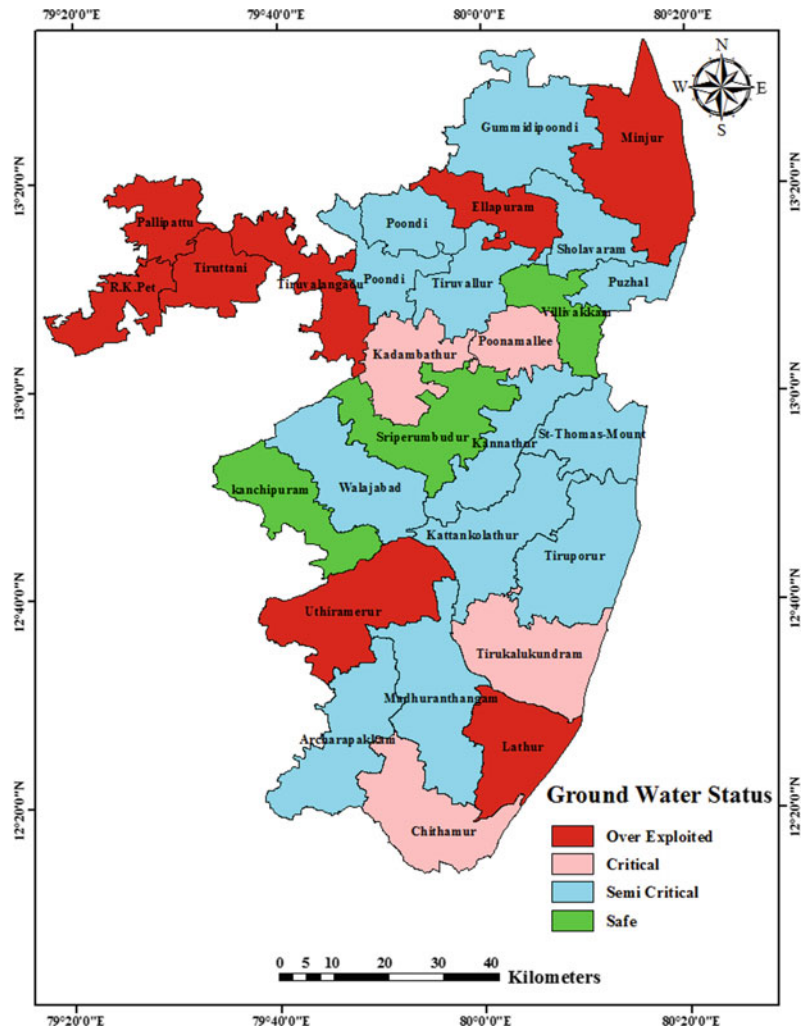 79°20'0"E 79°40'0"E 80°0'0"E 80°20'0"E
N
W E
S
Gummidipoondi
Minjur
13°20'0"N 13°20'0"N
Pallipattu
Ellapuram
Poondi
Sholavaram
Tiruttani
R.K.Pet
Tiruvalangadu
Poondi
Tiruvallur
Puzhal
Villivakkam
Kadambathur
Poonamallee
13°0'0"N 13°0'0"N
Sriperumbudur
Kannathur
St-Thomas-Mount
kanchipuram
Walajabad
Kattankolathur
Tiruporur
12°40'0"N 12°40'0"N
Uthiramerur
Tirukalukundram
Madhuranthangam
Archarapakkam
Lathur
12°20'0"N 12°20'0"N
Chithamur
Ground Water Status
Over Exploited
Critical
Semi Critical
Safe
0 5 10 20 30 40
Kilometers
79°20'0"E 79°40'0"E 80°0'0"E 80°20'0"E